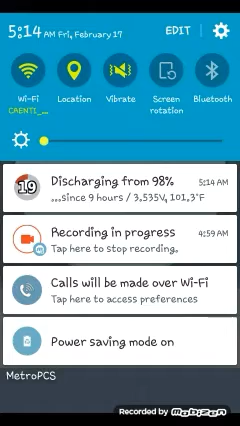 5:14 AM Fri, February 17 EDIT
Wi-Fi Location Vibrate Screen rotation Bluetooth
CAENTI_...
19
Discharging from 98% 5:14 AM
...since 9 hours / 3,535V, 101,3°F
Recording in progress 4:59 AM
Tap here to stop recording.
Calls will be made over Wi-Fi
Tap here to access preferences
Power saving mode on
MetroPCS
Recorded by Mobizen